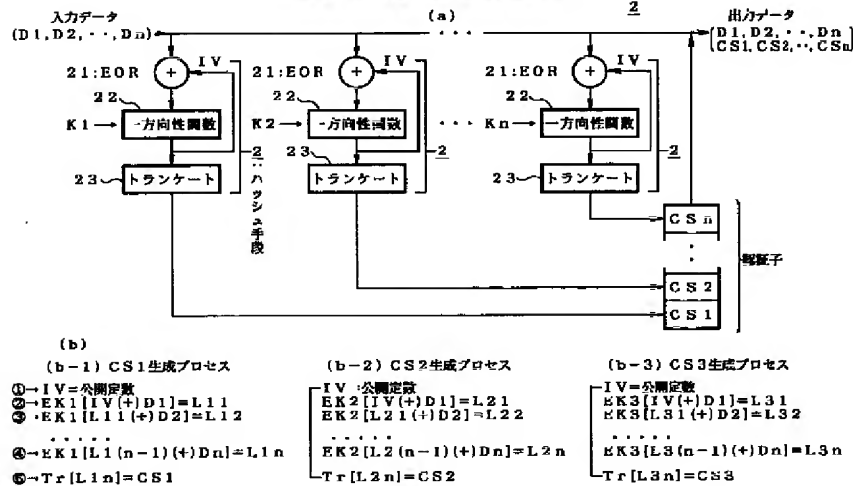 2
入力データ
(D1,D2,・・,Dn)
(a)
出力データ
(D1,D2,・・,Dn
CS1,CS2,・・,CSn)
21:EOR
+
IV
21:EOR
+
IV
・・・
21:EOR
+
IV
22
22
22
K1→
一方向性関数
K2→
一方向性関数
・・・
Kn→
一方向性関数
2
2
2
23
トランケート
23
トランケート
23
トランケート
:ハッシュ手段
CSn
・・
CS2
CS1
認証子
(b)
(b-1) CS1生成プロセス
①→IV=公開定数
②→EK1[IV(+)D1]=L11
③・EK1[L11(+)D2]=L12
・・・・・
④→EK1[L1(n-1)(+)Dn]=L1n
⑤→Tr[L1n]=CS1
(b-2) CS2生成プロセス
IV:公開定数
EK2[IV(+)D1]=L21
EK2[L21(+)D2]=L22
・・・・・
EK2[L2(n-1)(+)Dn]=L2n
Tr[L2n]=CS2
(b-3) CS3生成プロセス
IV=公開定数
EK3[IV(+)D1]=L31
EK3[L31(+)D2]=L32
・・・・・
EK3[L3(n-1)(+)Dn]=L3n
Tr[L3n]=CS3